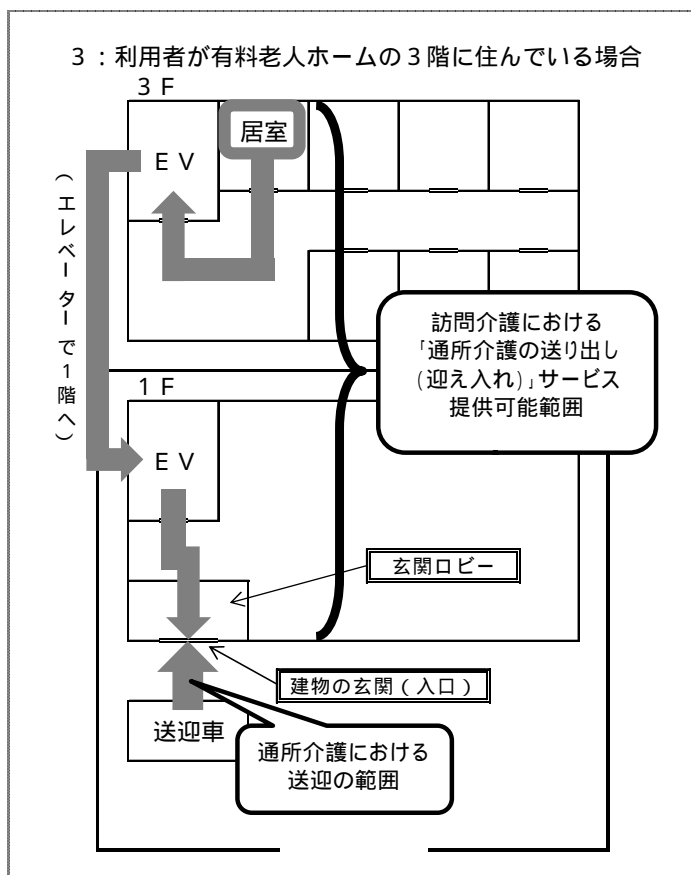 ３：利用者が有料老人ホームの３階に住んでいる場合
３Ｆ
居室
ＥＶ
（エレベーターで１階へ）
訪問介護における
「通所介護の送り出し
(迎え入れ)」サービス
提供可能範囲
１Ｆ
ＥＶ
玄関ロビー
建物の玄関（入口）
送迎車
通所介護における
送迎の範囲